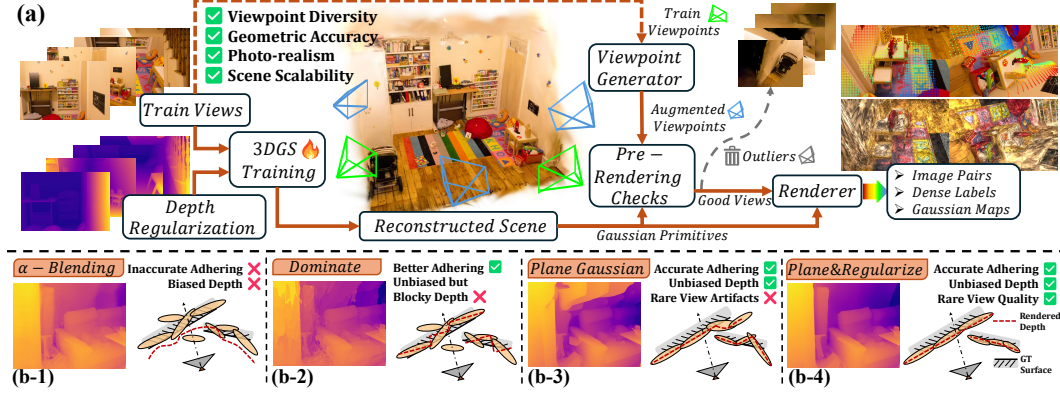 (a)
Viewpoint Diversity
Geometric Accuracy
Photo-realism
Scene Scalability
Train Views
3DGS
Training
Depth
Regularization
Reconstructed Scene
Train
Viewpoints
Viewpoint
Generator
Augmented
Viewpoints
Outliers
Pre −
Rendering
Checks
Good Views
Gaussian Primitives
Renderer
➢ Image Pairs
➢ Dense Labels
➢ Gaussian Maps
α − Blending
Inaccurate Adhering
Biased Depth
(b-1)
Dominate
Better Adhering
Unbiased but
Blocky Depth
(b-2)
Plane Gaussian
Accurate Adhering
Unbiased Depth
Rare View Artifacts
(b-3)
Plane&Regularize
Accurate Adhering
Unbiased Depth
Rare View Quality
Rendered
Depth
GT
Surface
(b-4)